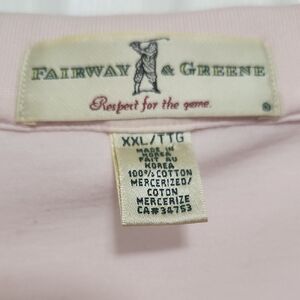 FAIRWAY & GREENE
Respect for the game.
®
XXL/TTG
MADE IN
KOREA
FAIT AU
KOREA
100% COTTON
MERCERIZED/
COTON
MERCERIZE
CA#34753